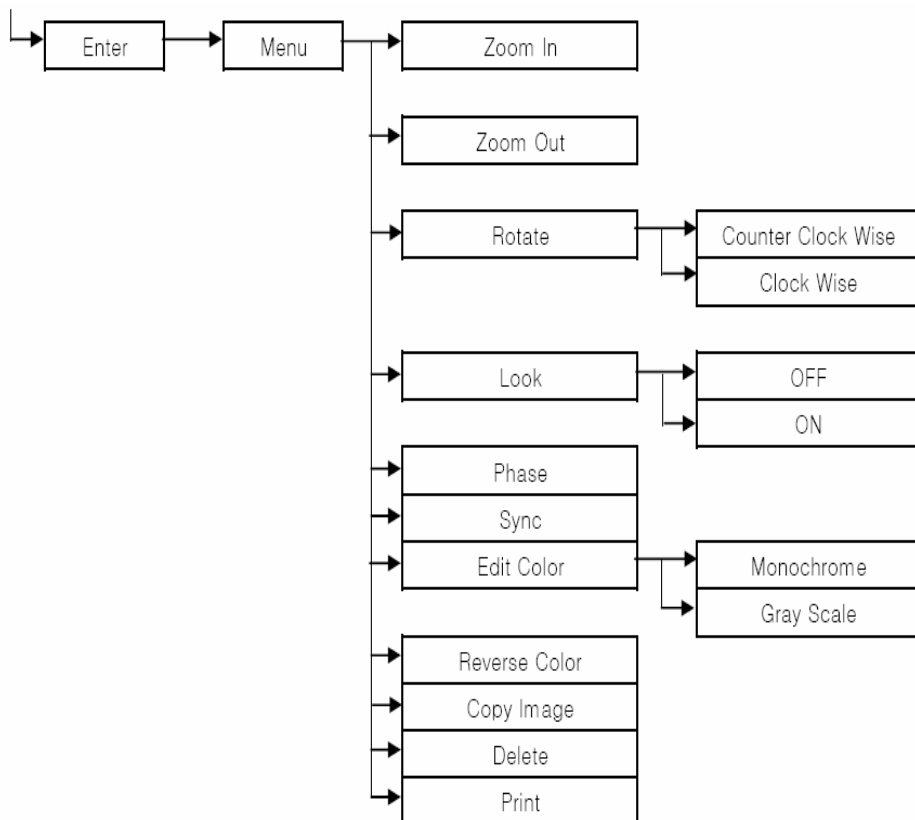 Enter
Menu
Zoom In
Zoom Out
Rotate
Counter Clock Wise
Clock Wise
Look
OFF
ON
Phase
Sync
Edit Color
Monochrome
Gray Scale
Reverse Color
Copy Image
Delete
Print